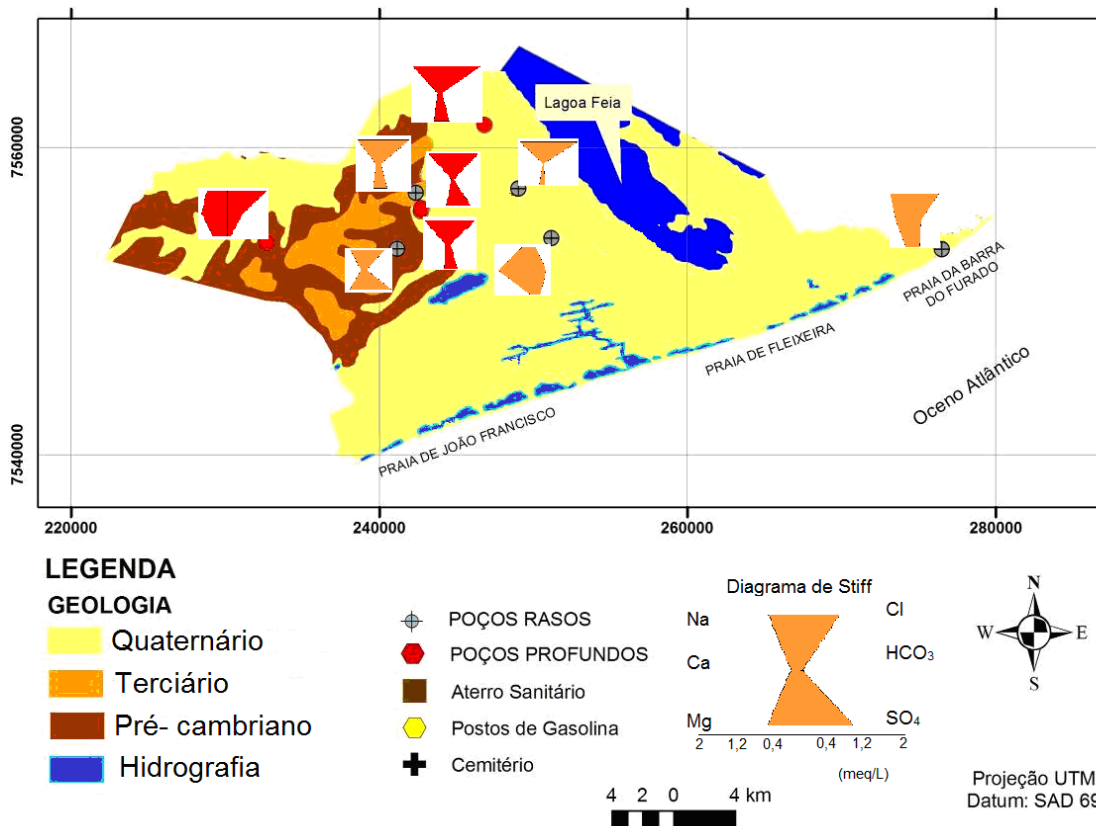 7560000
7540000
Lagoa Feia
PRAIA DA BARRA
DO FURADO
PRAIA DE FLEIXEIRA
PRAIA DE JOÃO FRANCISCO
Oceno Atlântico
220000
240000
260000
280000
LEGENDA
GEOLOGIA
Quaternário
Terciário
Pré- cambriano
Hidrografia
POÇOS RASOS
POÇOS PROFUNDOS
Aterro Sanitário
Postos de Gasolina
Cemitério
Diagrama de Stiff
Na
Cl
Ca
HCO₃
Mg
SO₄
2 1,2 0,4 0,4 1,2 2
(meq/L)
4 2 0 4 km
N
W
E
S
Projeção UTM
Datum: SAD 69